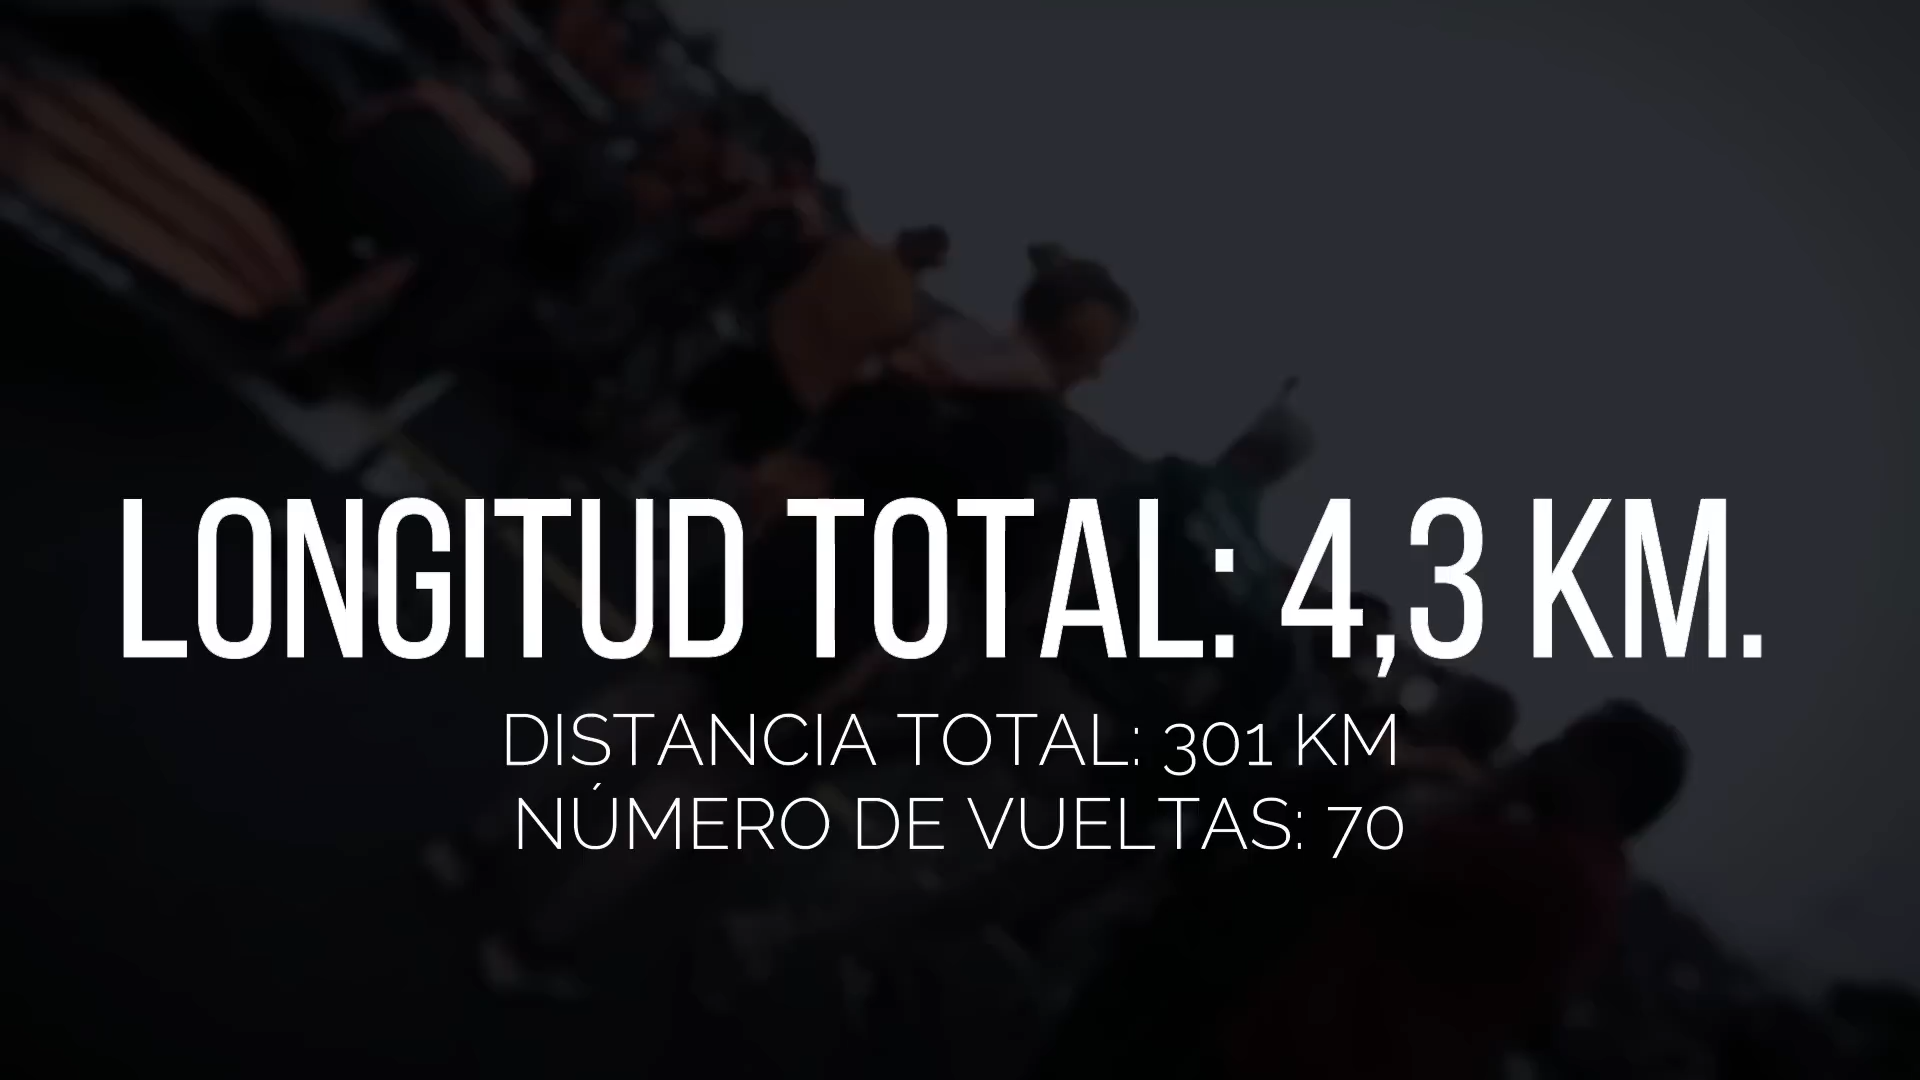 LONGITUD TOTAL: 4,3 KM.
DISTANCIA TOTAL: 301 KM
NÚMERO DE VUELTAS: 70